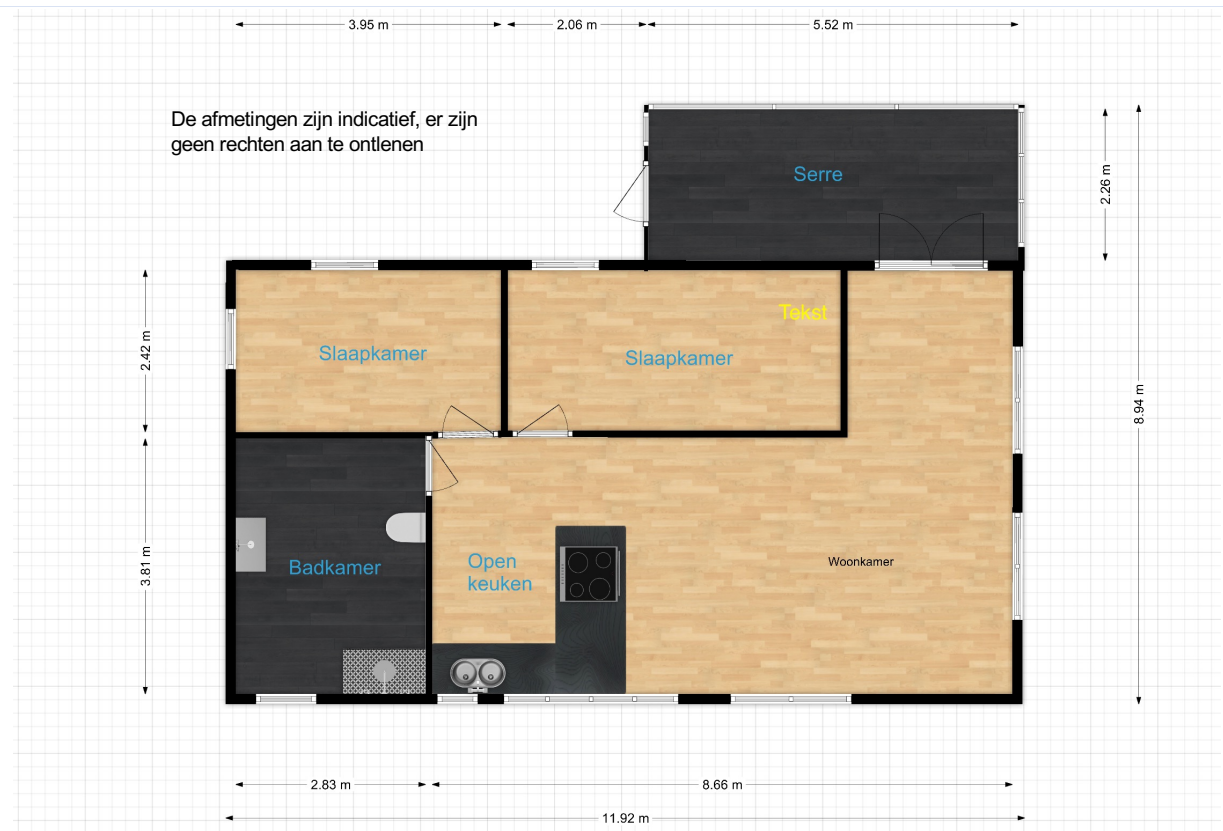 3.95 m
2.06 m
5.52 m
De afmetingen zijn indicatief, er zijn
geen rechten aan te ontlenen
Serre
2.26 m
Tekst
Slaapkamer
Slaapkamer
2.42 m
8.94 m
Open
keuken
Woonkamer
Badkamer
3.81 m
2.83 m
8.66 m
11.92 m